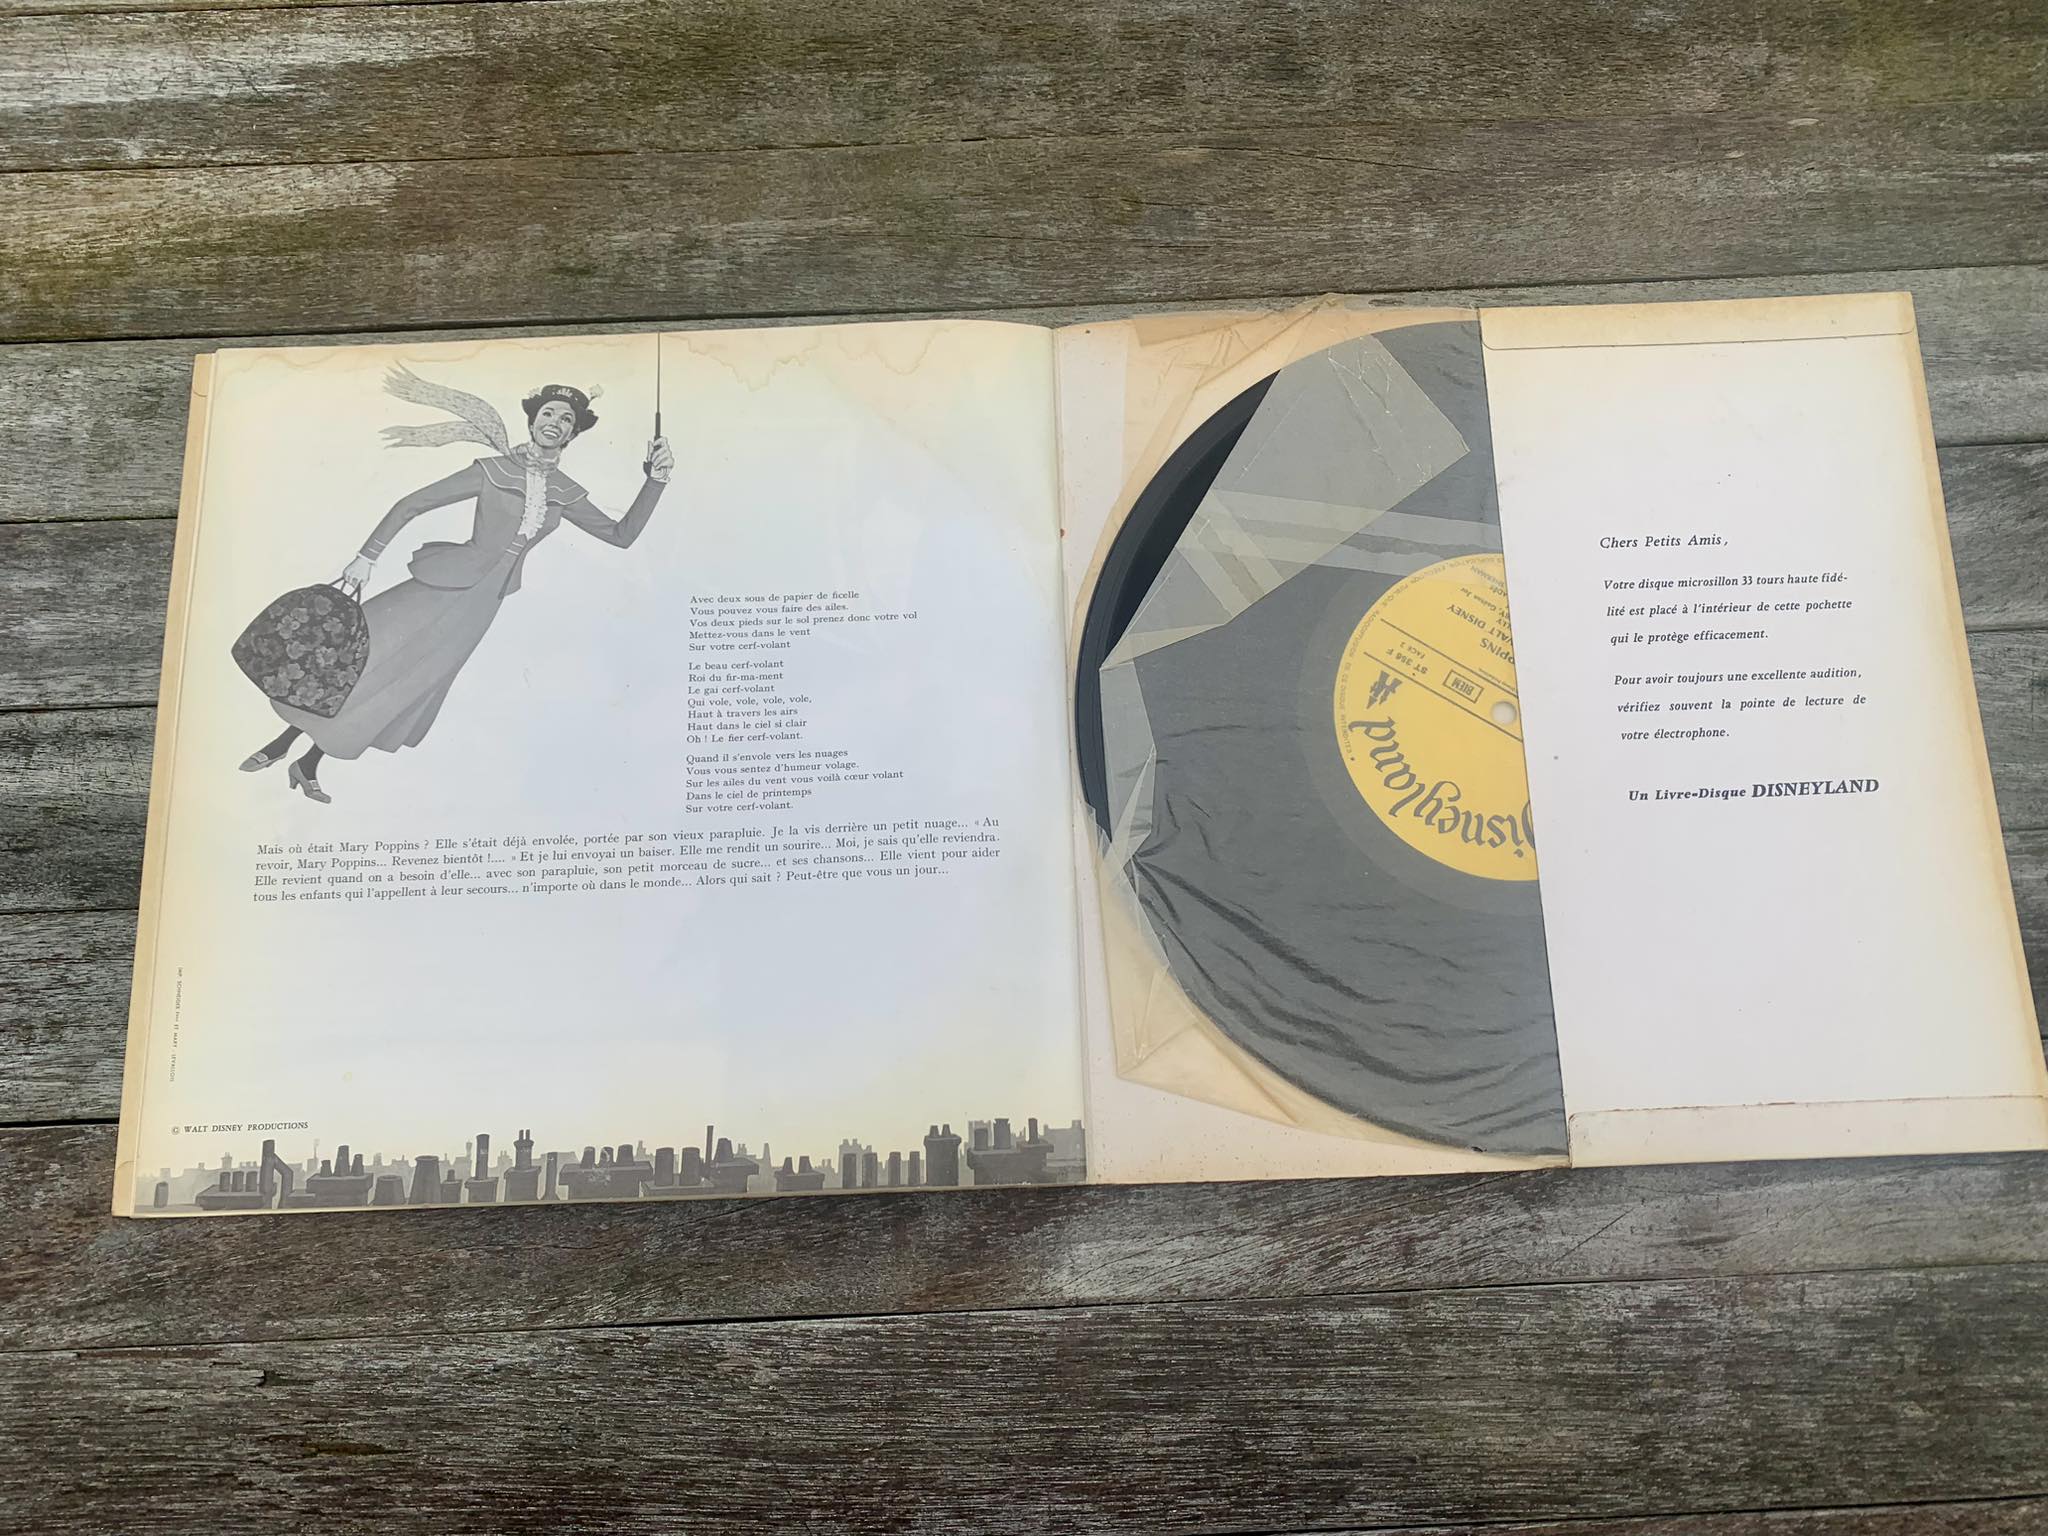 Avec deux sous de papier de ficelle
Vous pouvez vous faire des ailes.
Vos deux pieds sur le sol prenez donc votre vol
Mettez-vous dans le vent
Sur votre cerf-volant
Le beau cerf-volant
Roi du fir-ma-ment
Le gai cerf-volant
Qui vole, vole, vole, vole,
Haut à travers les airs
Haut dans le ciel si clair
Oh ! Le fier cerf-volant.
Quand il s'envole vers les nuages
Vous vous sentez d'humeur volage.
Sur les ailes du vent vous voilà cœur volant
Dans le ciel de printemps
Sur votre cerf-volant.
Mais où était Mary Poppins ? Elle s'était déjà envolée, portée par son vieux parapluie. Je la vis derrière un petit nuage... « Au
revoir, Mary Poppins... Revenez bientôt !.... » Et je lui envoyai un baiser. Elle me rendit un sourire... Moi, je sais qu'elle reviendra.
Elle revient quand on a besoin d'elle... avec son parapluie, son petit morceau de sucre... et ses chansons... Elle vient pour aider
tous les enfants qui l'appellent à leur secours... n'importe où dans le monde... Alors qui sait ? Peut-être que vous un jour...
© WALT DISNEY PRODUCTIONS
Disneyland
BIEM
ST 356 F
FACE 2
PPINS
WALT DISNEY
SHERMAN
Chers Petits Amis,
Votre disque microsillon 33 tours haute fidé-
lité est placé à l'intérieur de cette pochette
qui le protège efficacement.
Pour avoir toujours une excellente audition,
vérifiez souvent la pointe de lecture de
votre électrophone.
Un Livre-Disque DISNEYLAND